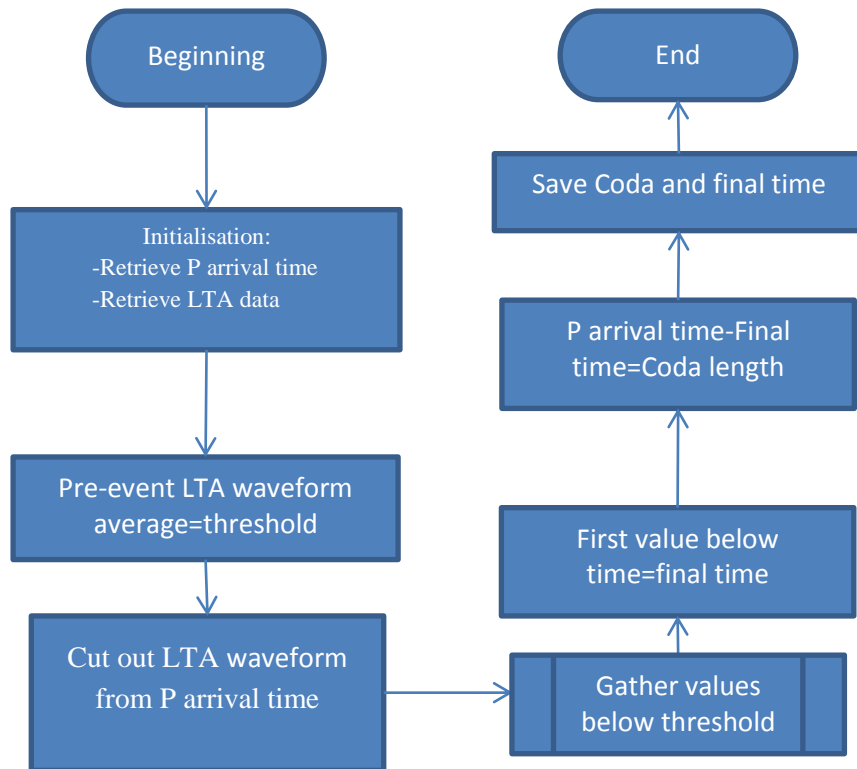 Beginning
Initialisation:
-Retrieve P arrival time
-Retrieve LTA data
Pre-event LTA waveform
average=threshold
Cut out LTA waveform
from P arrival time
Gather values
below threshold
First value below
time=final time
P arrival time-Final
time=Coda length
Save Coda and final time
End